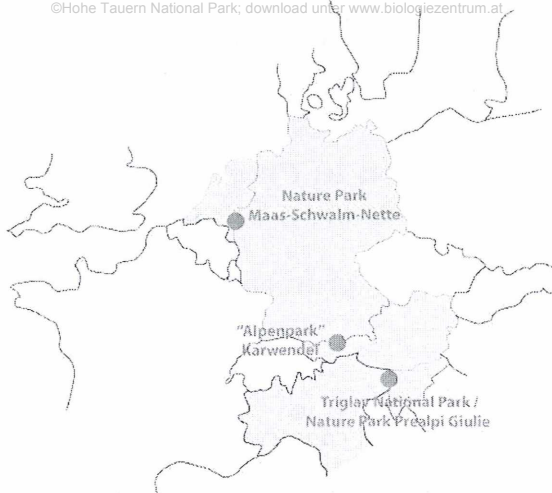 ©Hohe Tauern National Park; download unter www.biologiezentrum.at
Nature Park
Maas-Schwalm-Nette
"Alpenpark"
Karwendel
Triglav National Park /
Nature Park Prealpi Giulie